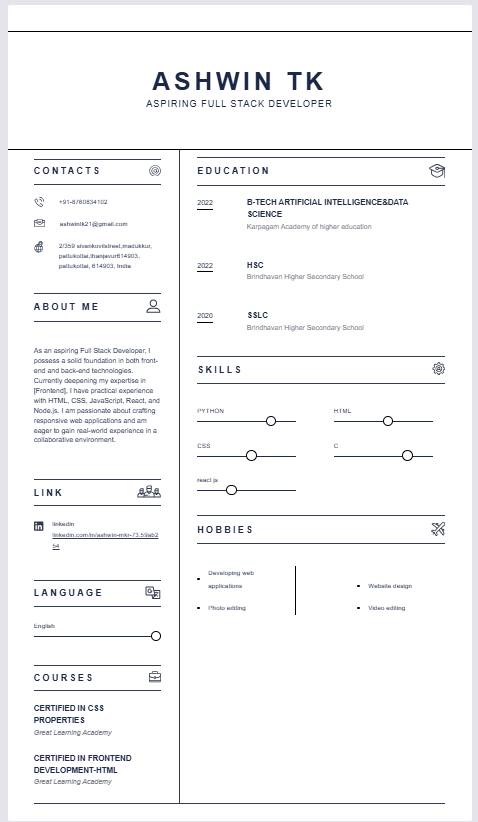 ASHWIN TK
ASPIRING FULL STACK DEVELOPER
CONTACTS
+91-8760834102
ashwintk21@gmail.com
2/359 sivankovilstreet,madukkur,
pattukottai,thanjavur614903,
pattukottai, 614903, India
ABOUT ME
As an aspiring Full Stack Developer, I
possess a solid foundation in both front-
end and back-end technologies.
Currently deepening my expertise in
[Frontend], I have practical experience
with HTML, CSS, JavaScript, React, and
Node.js. I am passionate about crafting
responsive web applications and am
eager to gain real-world experience in a
collaborative environment.
LINK
linkedin
linkedin.com/in/ashwin-mkr-73.59ab2
54
LANGUAGE
English
COURSES
CERTIFIED IN CSS
PROPERTIES
Great Learning Academy
CERTIFIED IN FRONTEND
DEVELOPMENT-HTML
Great Learning Academy
EDUCATION
2022
B-TECH ARTIFICIAL INTELLIGENCE&DATA
SCIENCE
Karpagam Academy of higher education
2022
HSC
Brindhavan Higher Secondary School
2020
SSLC
Brindhavan Higher Secondary School
SKILLS
PYTHON
HTML
CSS
C
react js
HOBBIES
Developing web
applications
Photo editing
Website design
Video editing